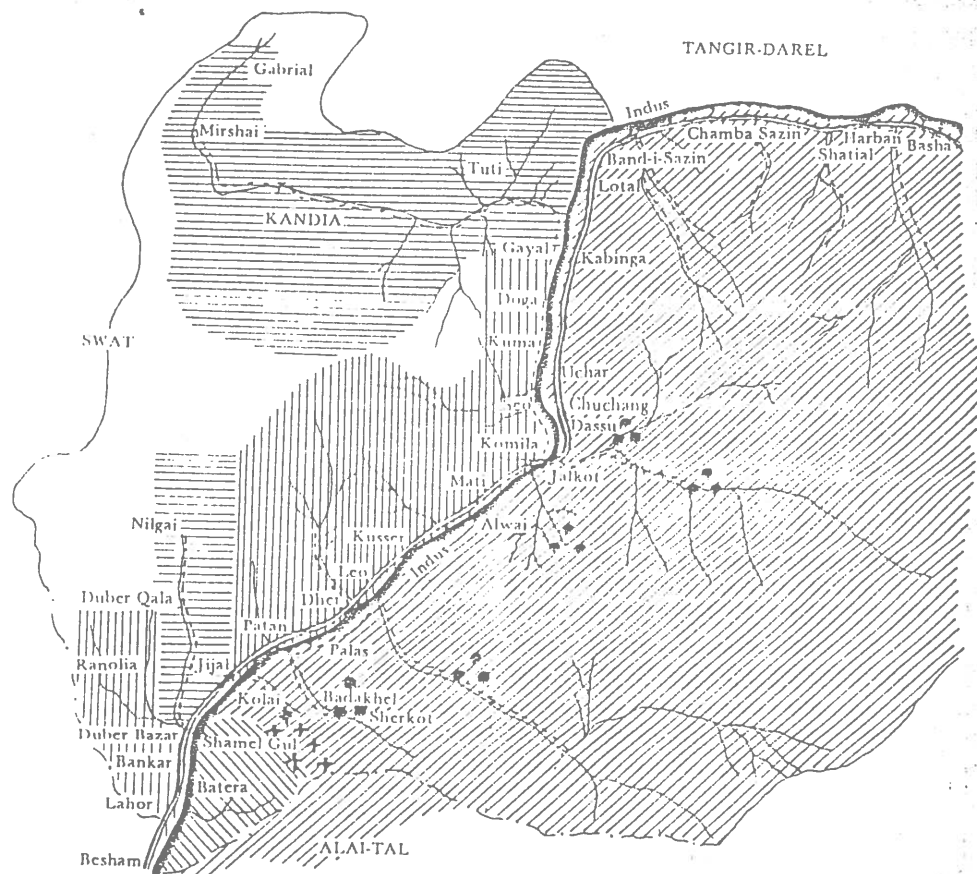 TANGIR-DAREL
Gabrial
Indus
Mirshai
Chamba Sazin
Harban
Basha
Band-i-Sazin
Shatial
Tuti
Lotal
KANDIA
Gayal
Kabinga
Doga
SWAT
Kuma
Uchar
Seo
Chuchang
Dassu
Komila
Jalkot
Mati
Nilgai
Alwai
Kusser
Indus
Leo
Duber Qala
Dher
Patan
Palas
Ranolia
Jijal
Badakhel
Kolai
Sherkot
Duber Bazar
Shamel Gul
Bankar
Batera
Lahor
ALAI-TAL
Besham